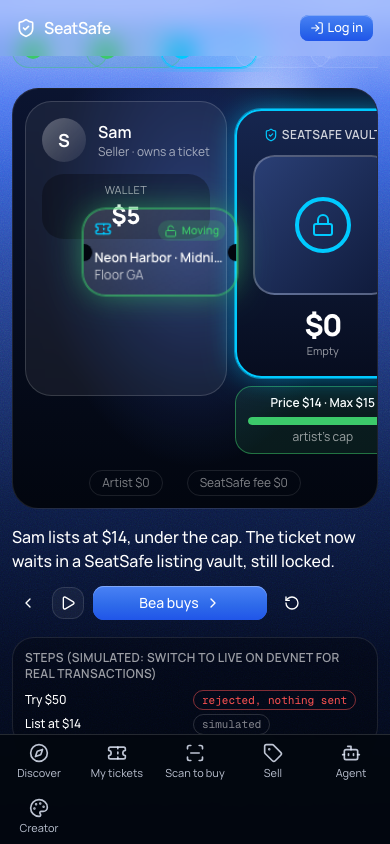 SeatSafe
Log in
S
Sam
Seller · owns a ticket
WALLET
$5
Moving
Neon Harbor · Midni...
Floor GA
SEATSAFE VAULT
$0
Empty
Price $14 · Max $15
artist's cap
Artist $0
SeatSafe fee $0
Sam lists at $14, under the cap. The ticket now
waits in a SeatSafe listing vault, still locked.
Bea buys
STEPS (SIMULATED: SWITCH TO LIVE ON DEVNET FOR
REAL TRANSACTIONS)
Try $50
rejected, nothing sent
List at $14
simulated
Discover
My tickets
Scan to buy
Sell
Agent
Creator